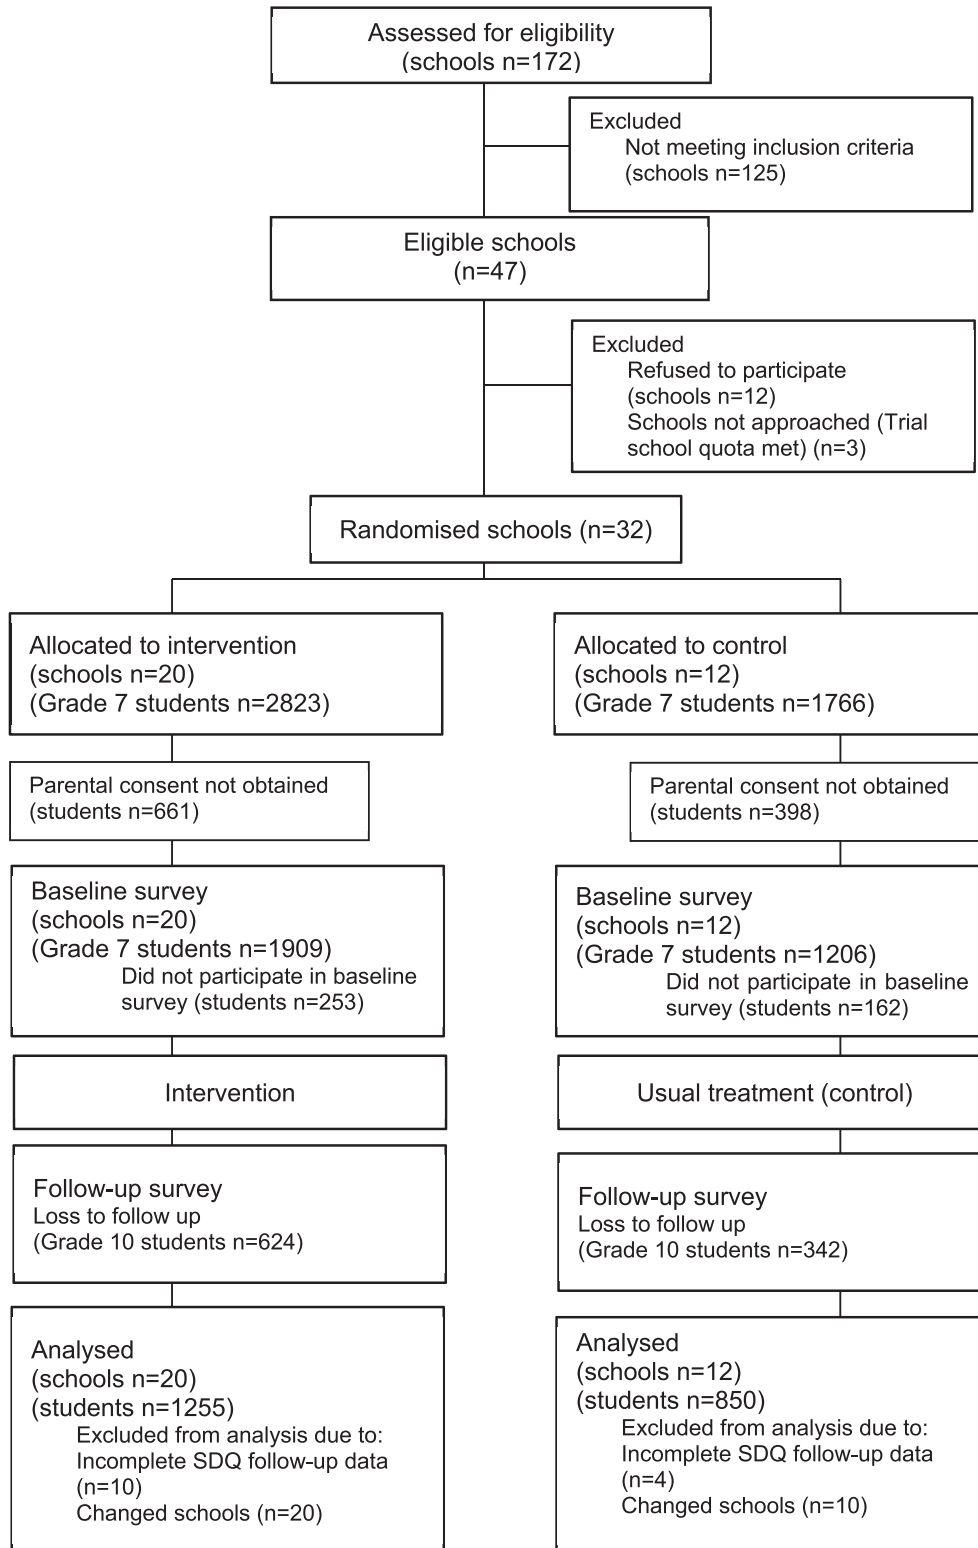 Assessed for eligibility
(schools n=172)
Excluded
Not meeting inclusion criteria
(schools n=125)
Eligible schools
(n=47)
Excluded
Refused to participate
(schools n=12)
Schools not approached (Trial
school quota met) (n=3)
Randomised schools (n=32)
Allocated to intervention
(schools n=20)
(Grade 7 students n=2823)
Allocated to control
(schools n=12)
(Grade 7 students n=1766)
Parental consent not obtained
(students n=661)
Parental consent not obtained
(students n=398)
Baseline survey
(schools n=20)
(Grade 7 students n=1909)
Did not participate in baseline
survey (students n=253)
Baseline survey
(schools n=12)
(Grade 7 students n=1206)
Did not participate in baseline
survey (students n=162)
Intervention
Usual treatment (control)
Follow-up survey
Loss to follow up
(Grade 10 students n=624)
Follow-up survey
Loss to follow up
(Grade 10 students n=342)
Analysed
(schools n=20)
(students n=1255)
Excluded from analysis due to:
Incomplete SDQ follow-up data
(n=10)
Changed schools (n=20)
Analysed
(schools n=12)
(students n=850)
Excluded from analysis due to:
Incomplete SDQ follow-up data
(n=4)
Changed schools (n=10)